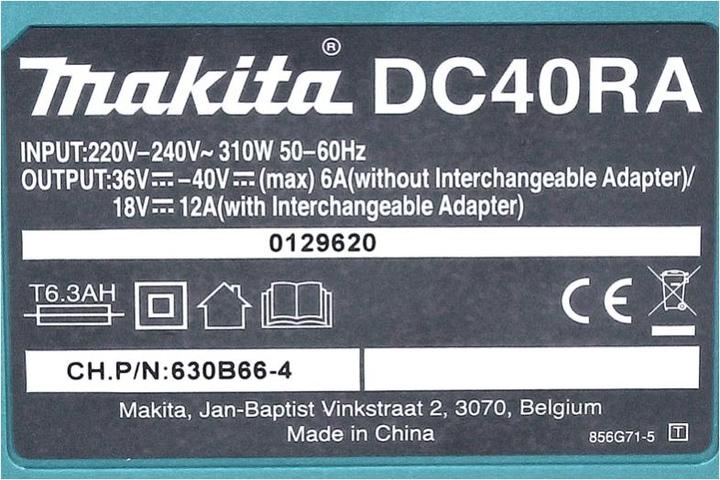 makita® DC40RA
INPUT:220V–240V~ 310W 50–60Hz
OUTPUT:36V⎓–40V⎓(max) 6A(without Interchangeable Adapter)/
18V⎓ 12A(with Interchangeable Adapter)
0129620
T6.3AH
CE
CH.P/N:630B66-4
Makita, Jan-Baptist Vinkstraat 2, 3070, Belgium
Made in China
856G71-5 T